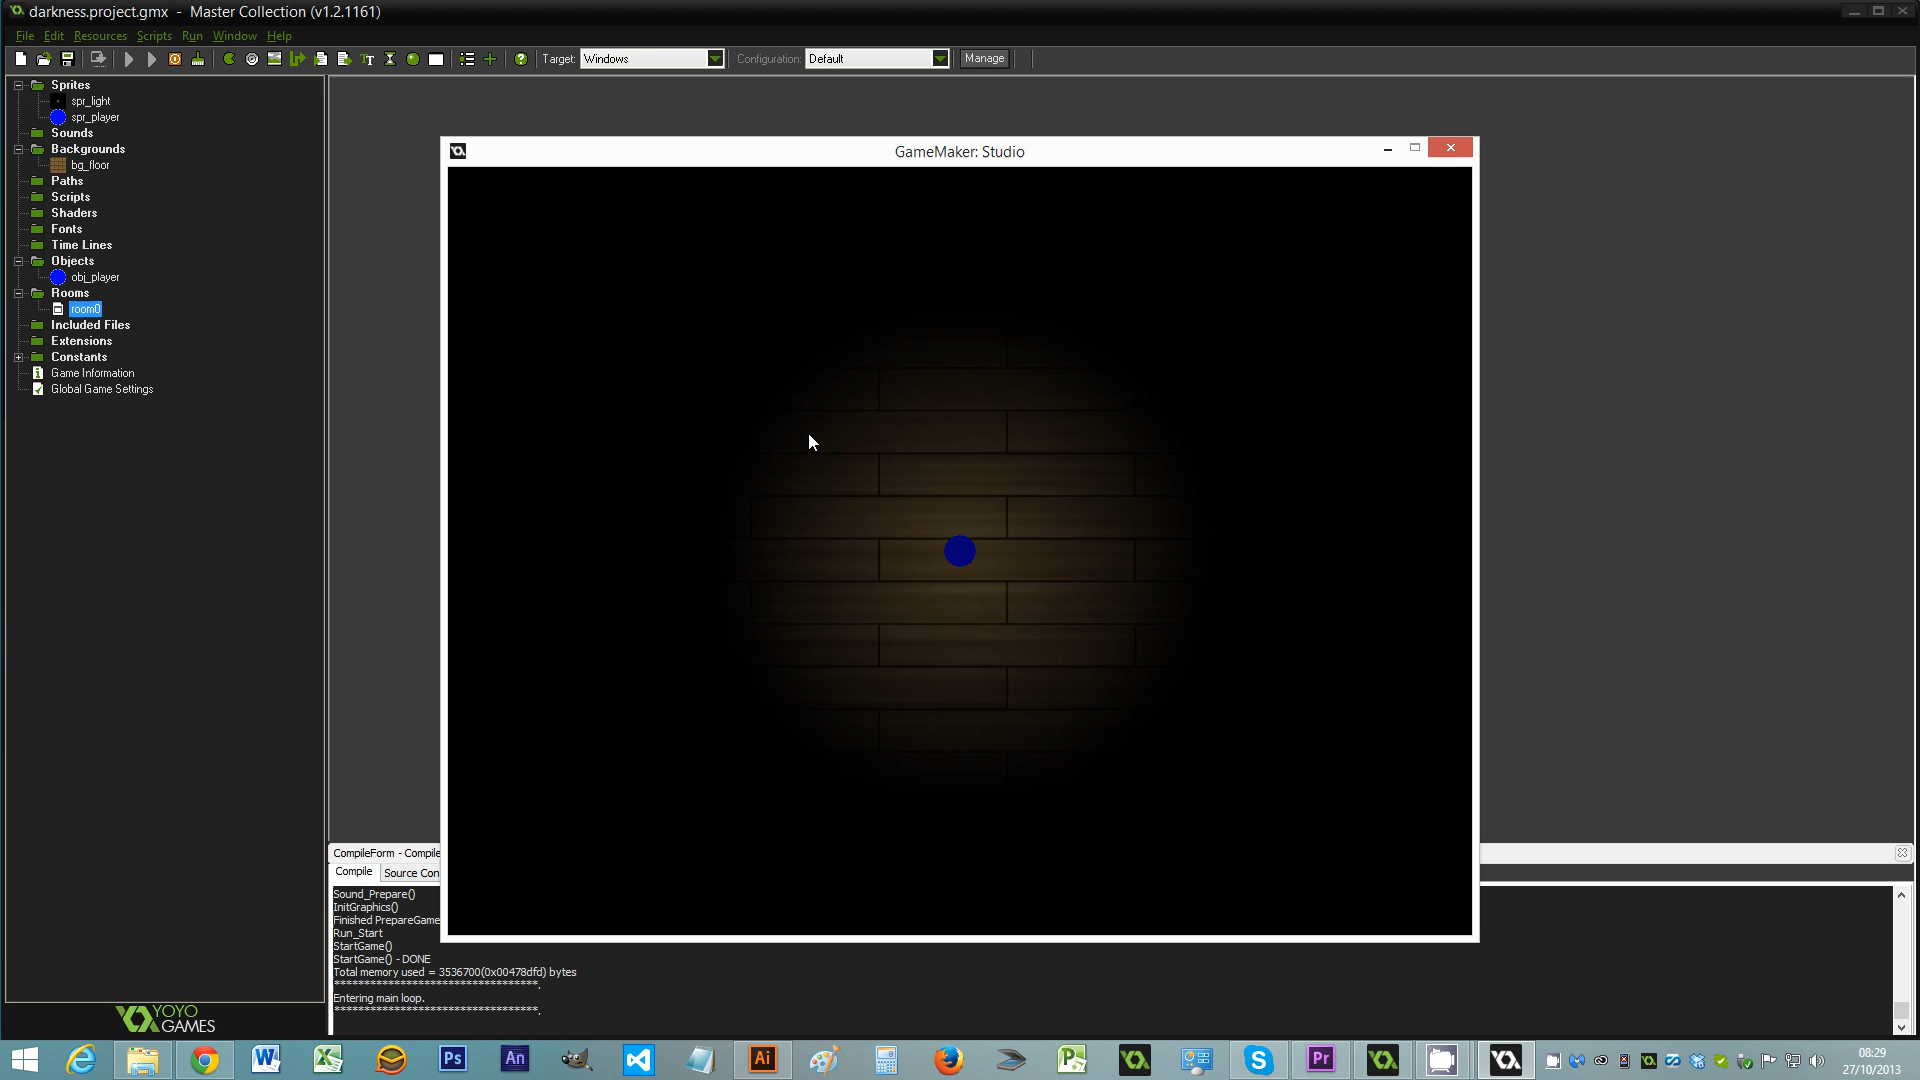 darkness.project.gmx - Master Collection (v1.2.1161)
File Edit Resources Scripts Run Window Help
Target: Windows Configuration: Default Manage
Sprites
spr_light
spr_player
Sounds
Backgrounds
bg_floor
Paths
Scripts
Shaders
Fonts
Time Lines
Objects
obj_player
Rooms
room0
Included Files
Extensions
Constants
Game Information
Global Game Settings
YOYO
GAMES
GameMaker: Studio
CompileForm - Compile
Compile Source Con
Sound_Prepare()
InitGraphics()
Finished PrepareGame
Run_Start
StartGame()
StartGame() - DONE
Total memory used = 3536700(0x00478dfd) bytes
**********************************.
Entering main loop.
**********************************.
Ps An Ai Pr
08:29
27/10/2013